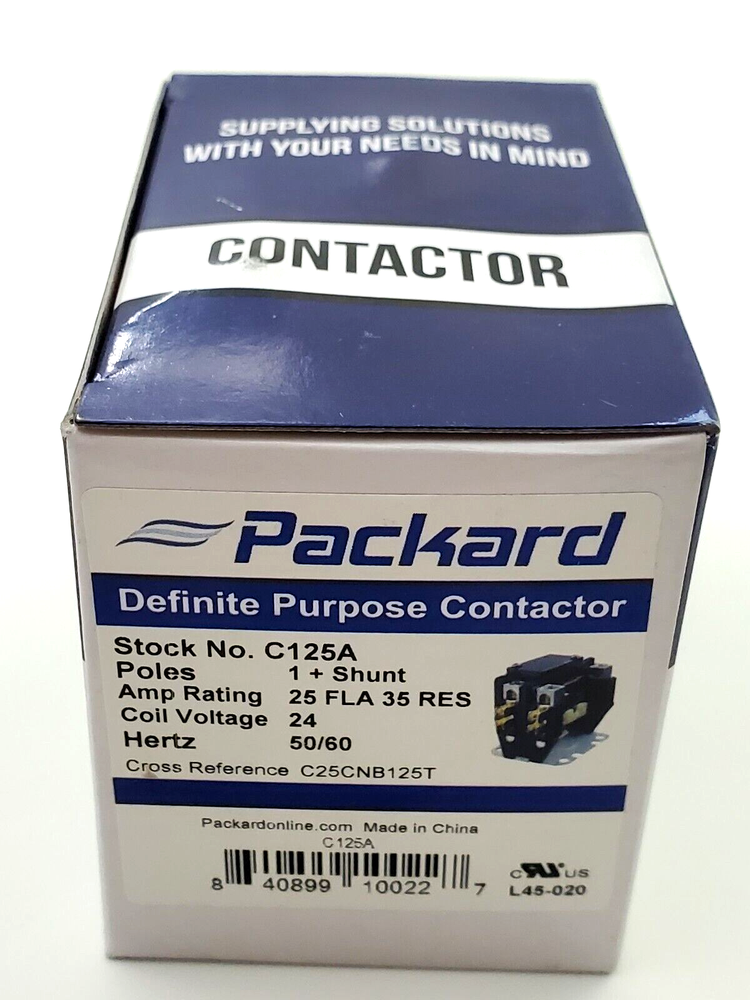 SUPPLYING SOLUTIONS
WITH YOUR NEEDS IN MIND
CONTACTOR
Packard
Definite Purpose Contactor
Stock No. C125A
Poles 1 + Shunt
Amp Rating 25 FLA 35 RES
Coil Voltage 24
Hertz 50/60
Cross Reference C25CNB125T
Packardonline.com Made in China
C125A
8 40899 10022 7
C RU US
L45-020